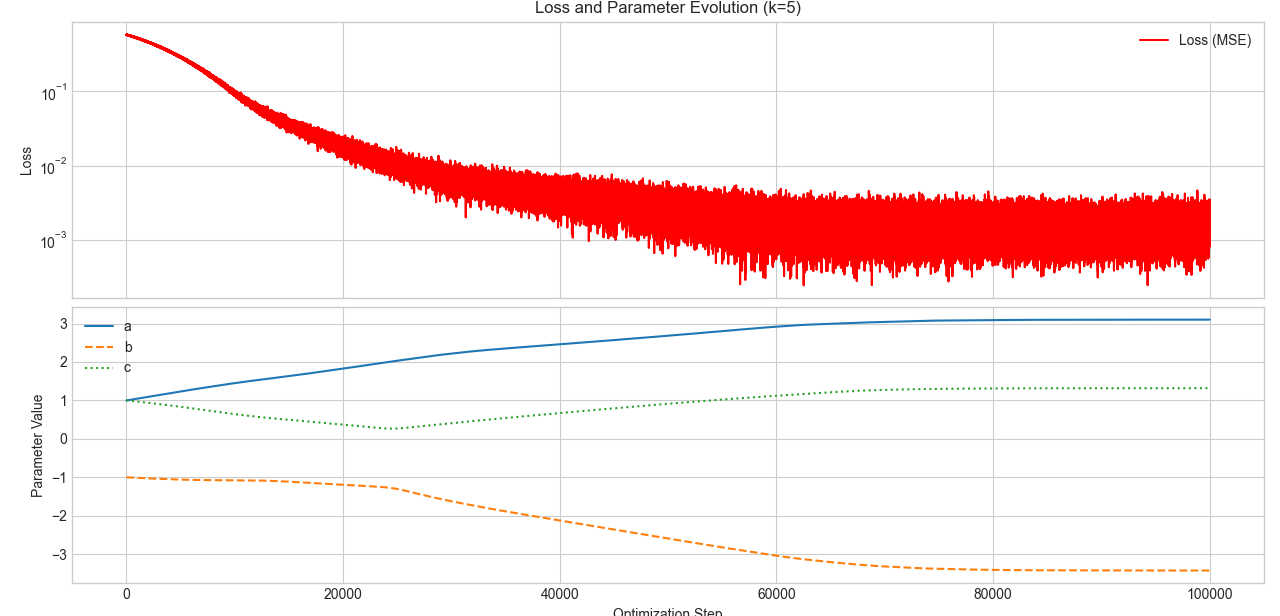 Loss and Parameter Evolution (k=5)
Loss (MSE)
10⁻¹
10⁻²
10⁻³
Loss
a
b
c
3
2
1
0
−1
−2
−3
Parameter Value
0 20000 40000 60000 80000 100000
Optimization Step